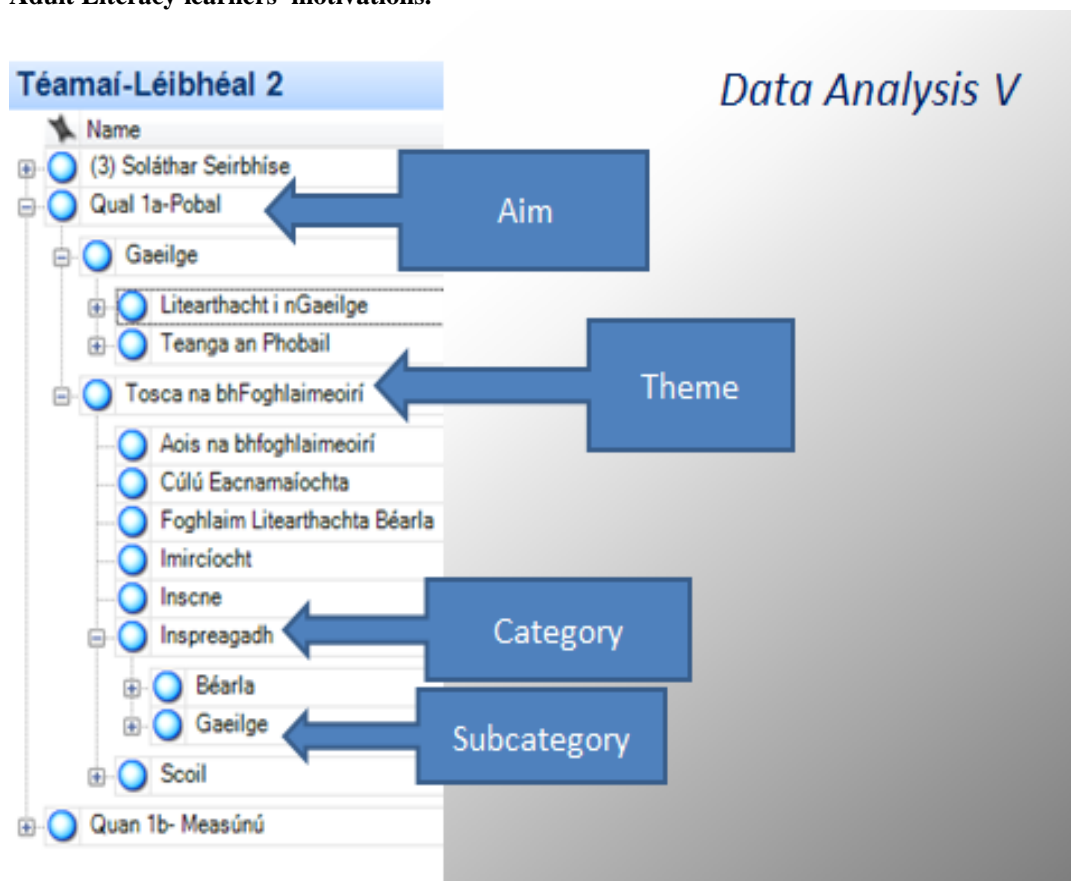 Adult Literacy learners' motivations.
Téamaí-Léibhéal 2
Data Analysis V
Name
(3) Soláthar Seirbhíse
Qual 1a-Pobal
Aim
Gaeilge
Litearthacht i nGaeilge
Teanga an Phobail
Theme
Tosca na bhFoghlaimeoirí
Aois na bhfoghlaimeoirí
Cúlú Eacnamaíochta
Foghlaim Litearthachta Béarla
Imircíocht
Inscne
Inspreagadh
Category
Béarla
Gaeilge
Subcategory
Scoil
Quan 1b- Measúnú